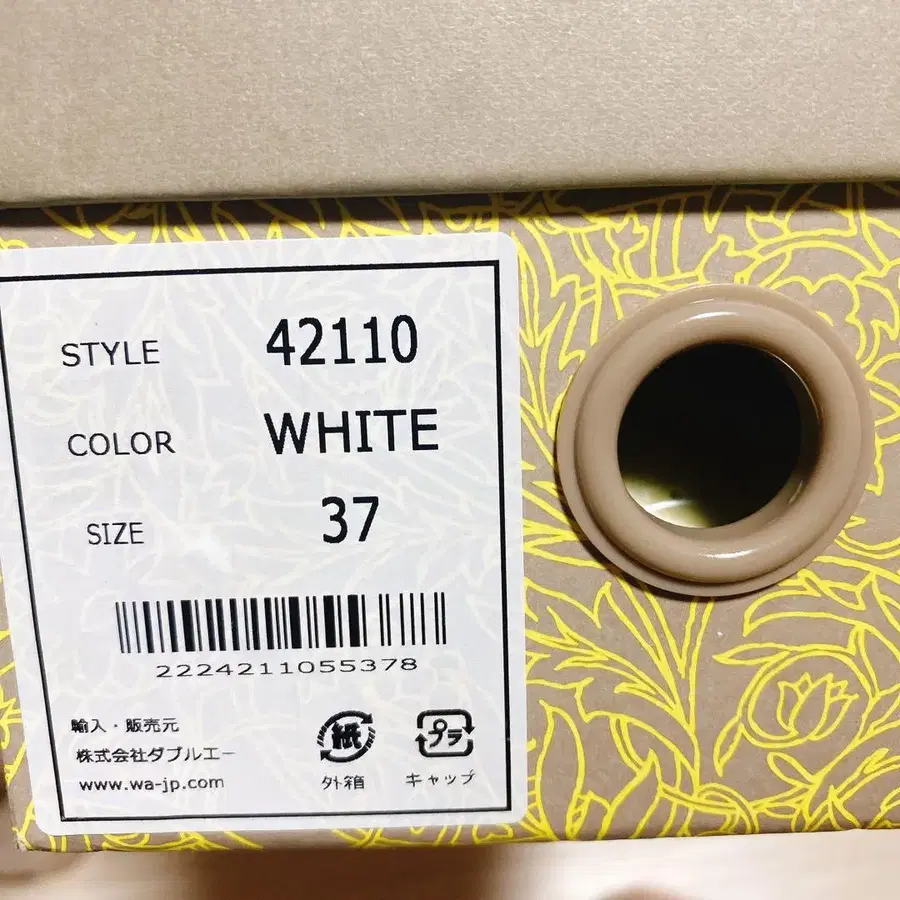 STYLE 42110
COLOR WHITE
SIZE 37
2224211055378
輸入・販売元
株式会社ダブルエー
www.wa-jp.com
紙
外箱
プラ
キャップ